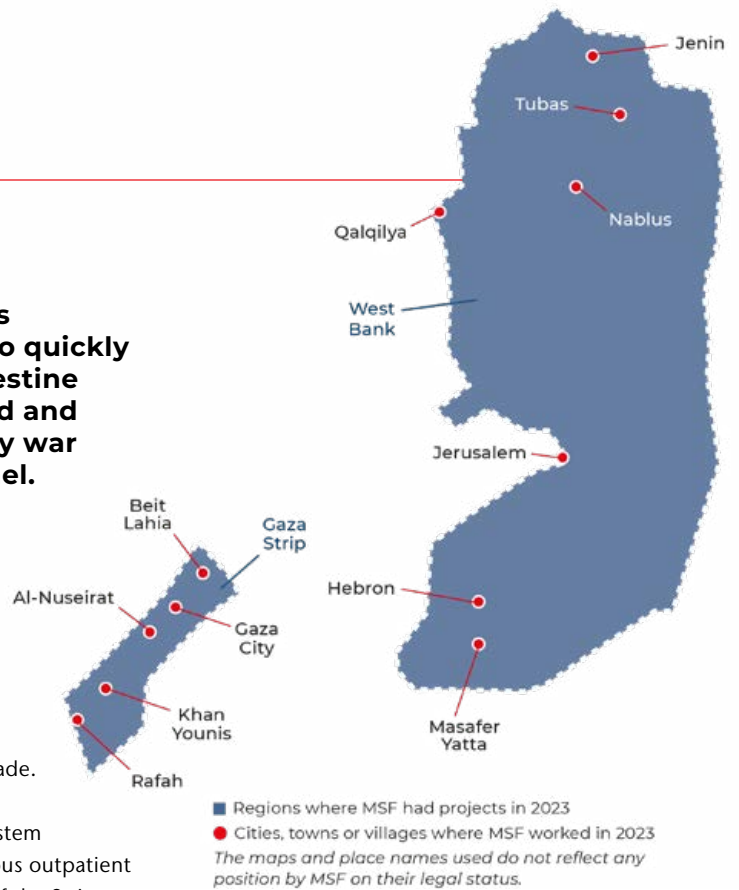 Jenin
Tubas
Nablus
Qalqilya
West
Bank
s
o quickly
estine
d and
y war
el.
Jerusalem
Beit
Lahia
Gaza
Strip
Al-Nuseirat
Gaza
City
Hebron
Khan
Younis
Masafer
Yatta
Rafah
ade.
Regions where MSF had projects in 2023
stem
Cities, towns or villages where MSF worked in 2023
ous outpatient
The maps and place names used do not reflect any
position by MSF on their legal status.